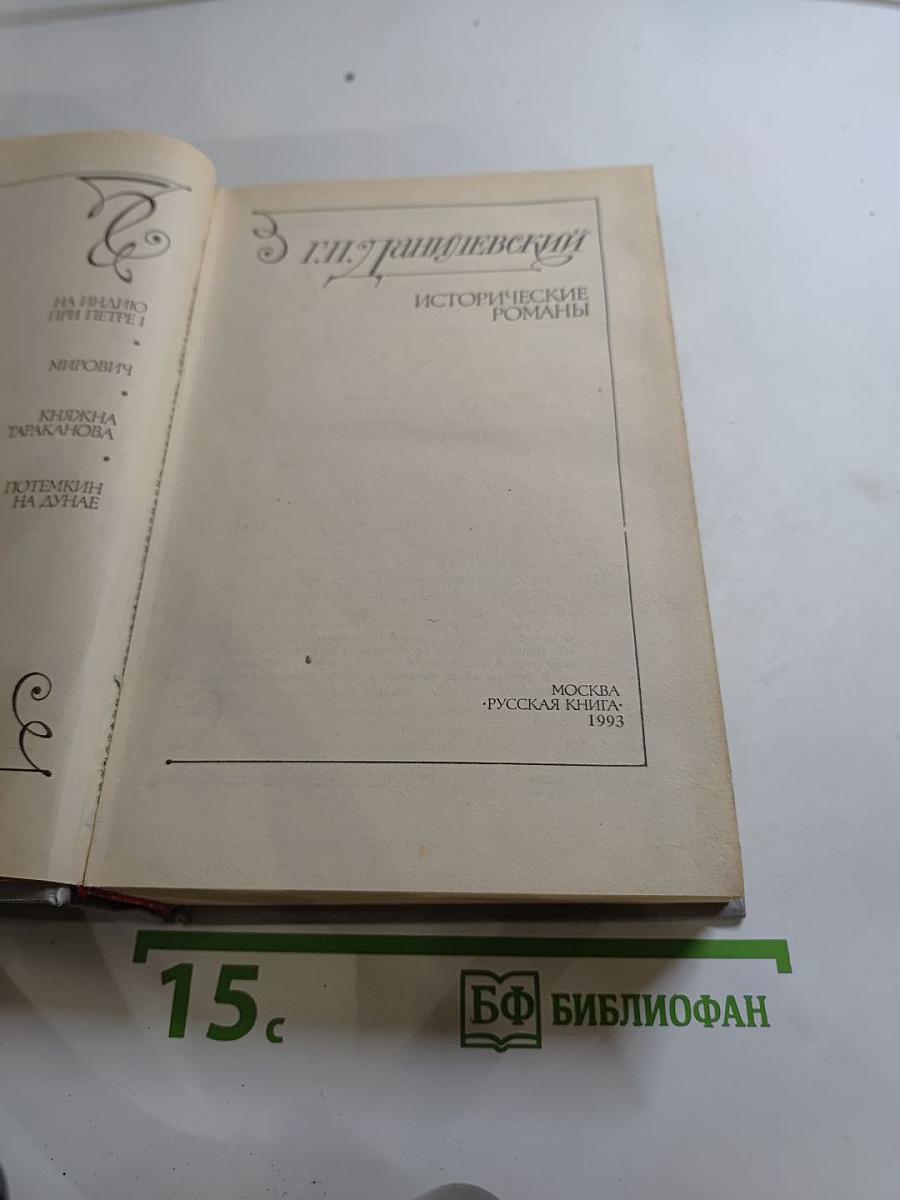 НА ИНДИЮ
ПРИ ПЕТРЕ I
МИРОВИЧ
КНЯЖНА
ТАРАКАНОВА
ПОТЕМКИН
НА ДУНАЕ
Г.П. Данилевский
ИСТОРИЧЕСКИЕ
РОМАНЫ
МОСКВА
·РУССКАЯ КНИГА·
1993
15 с
БФ БИБЛИОФАН